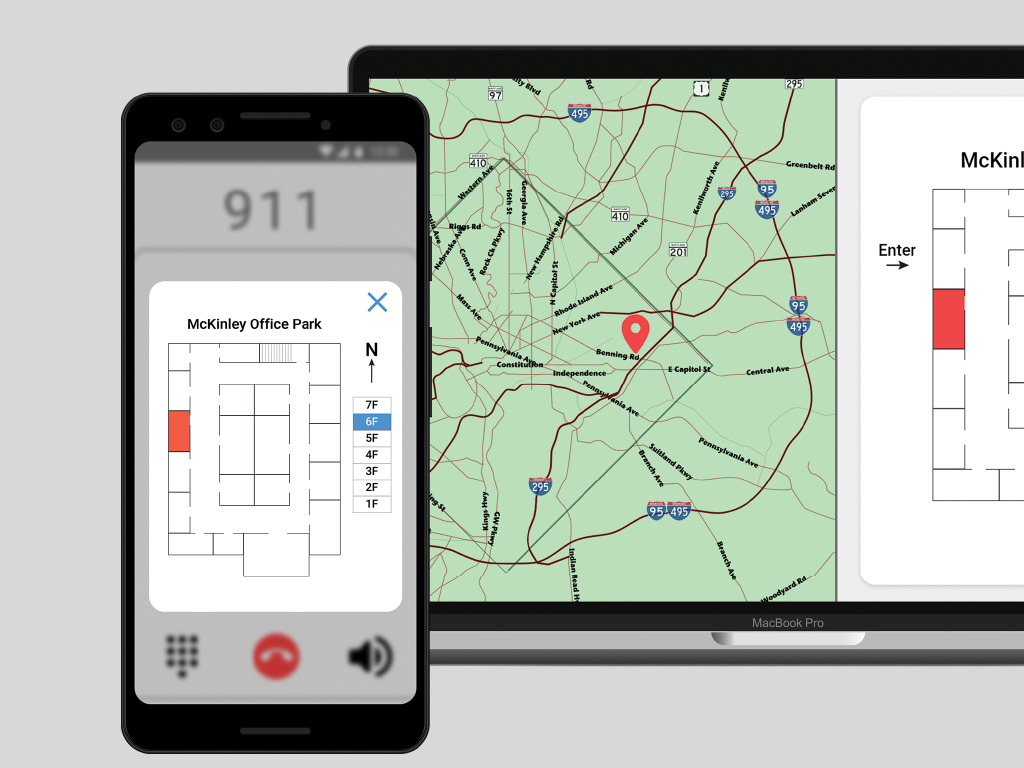 911
McKinley Office Park
N
7F
6F
5F
4F
3F
2F
1F
97
495
1
295
410
Western Ave
16th St
Georgia Ave
Riggs Rd
Nebraska Ave
Conn Ave
Rock Ck Pkwy
New Hampshire Rd
N Capitol St
410
Michigan Ave
Kenilworth Ave
295
95
495
Greenbelt Rd
Lanham Sever
201
Mass Ave
Rhode Island Ave
New York Ave
Pennsylvania Ave
Constitution
Independence
Benning Rd
E Capitol St
Central Ave
95
495
Pennsylvania Ave
Suitland Pkwy
Branch Ave
Pennsylvania Ave
295
95
495
Kings Hwy
GW Pkwy
Indian Head Hw
Branch Ave
Woodyard Rd
McKinl
Enter
MacBook Pro